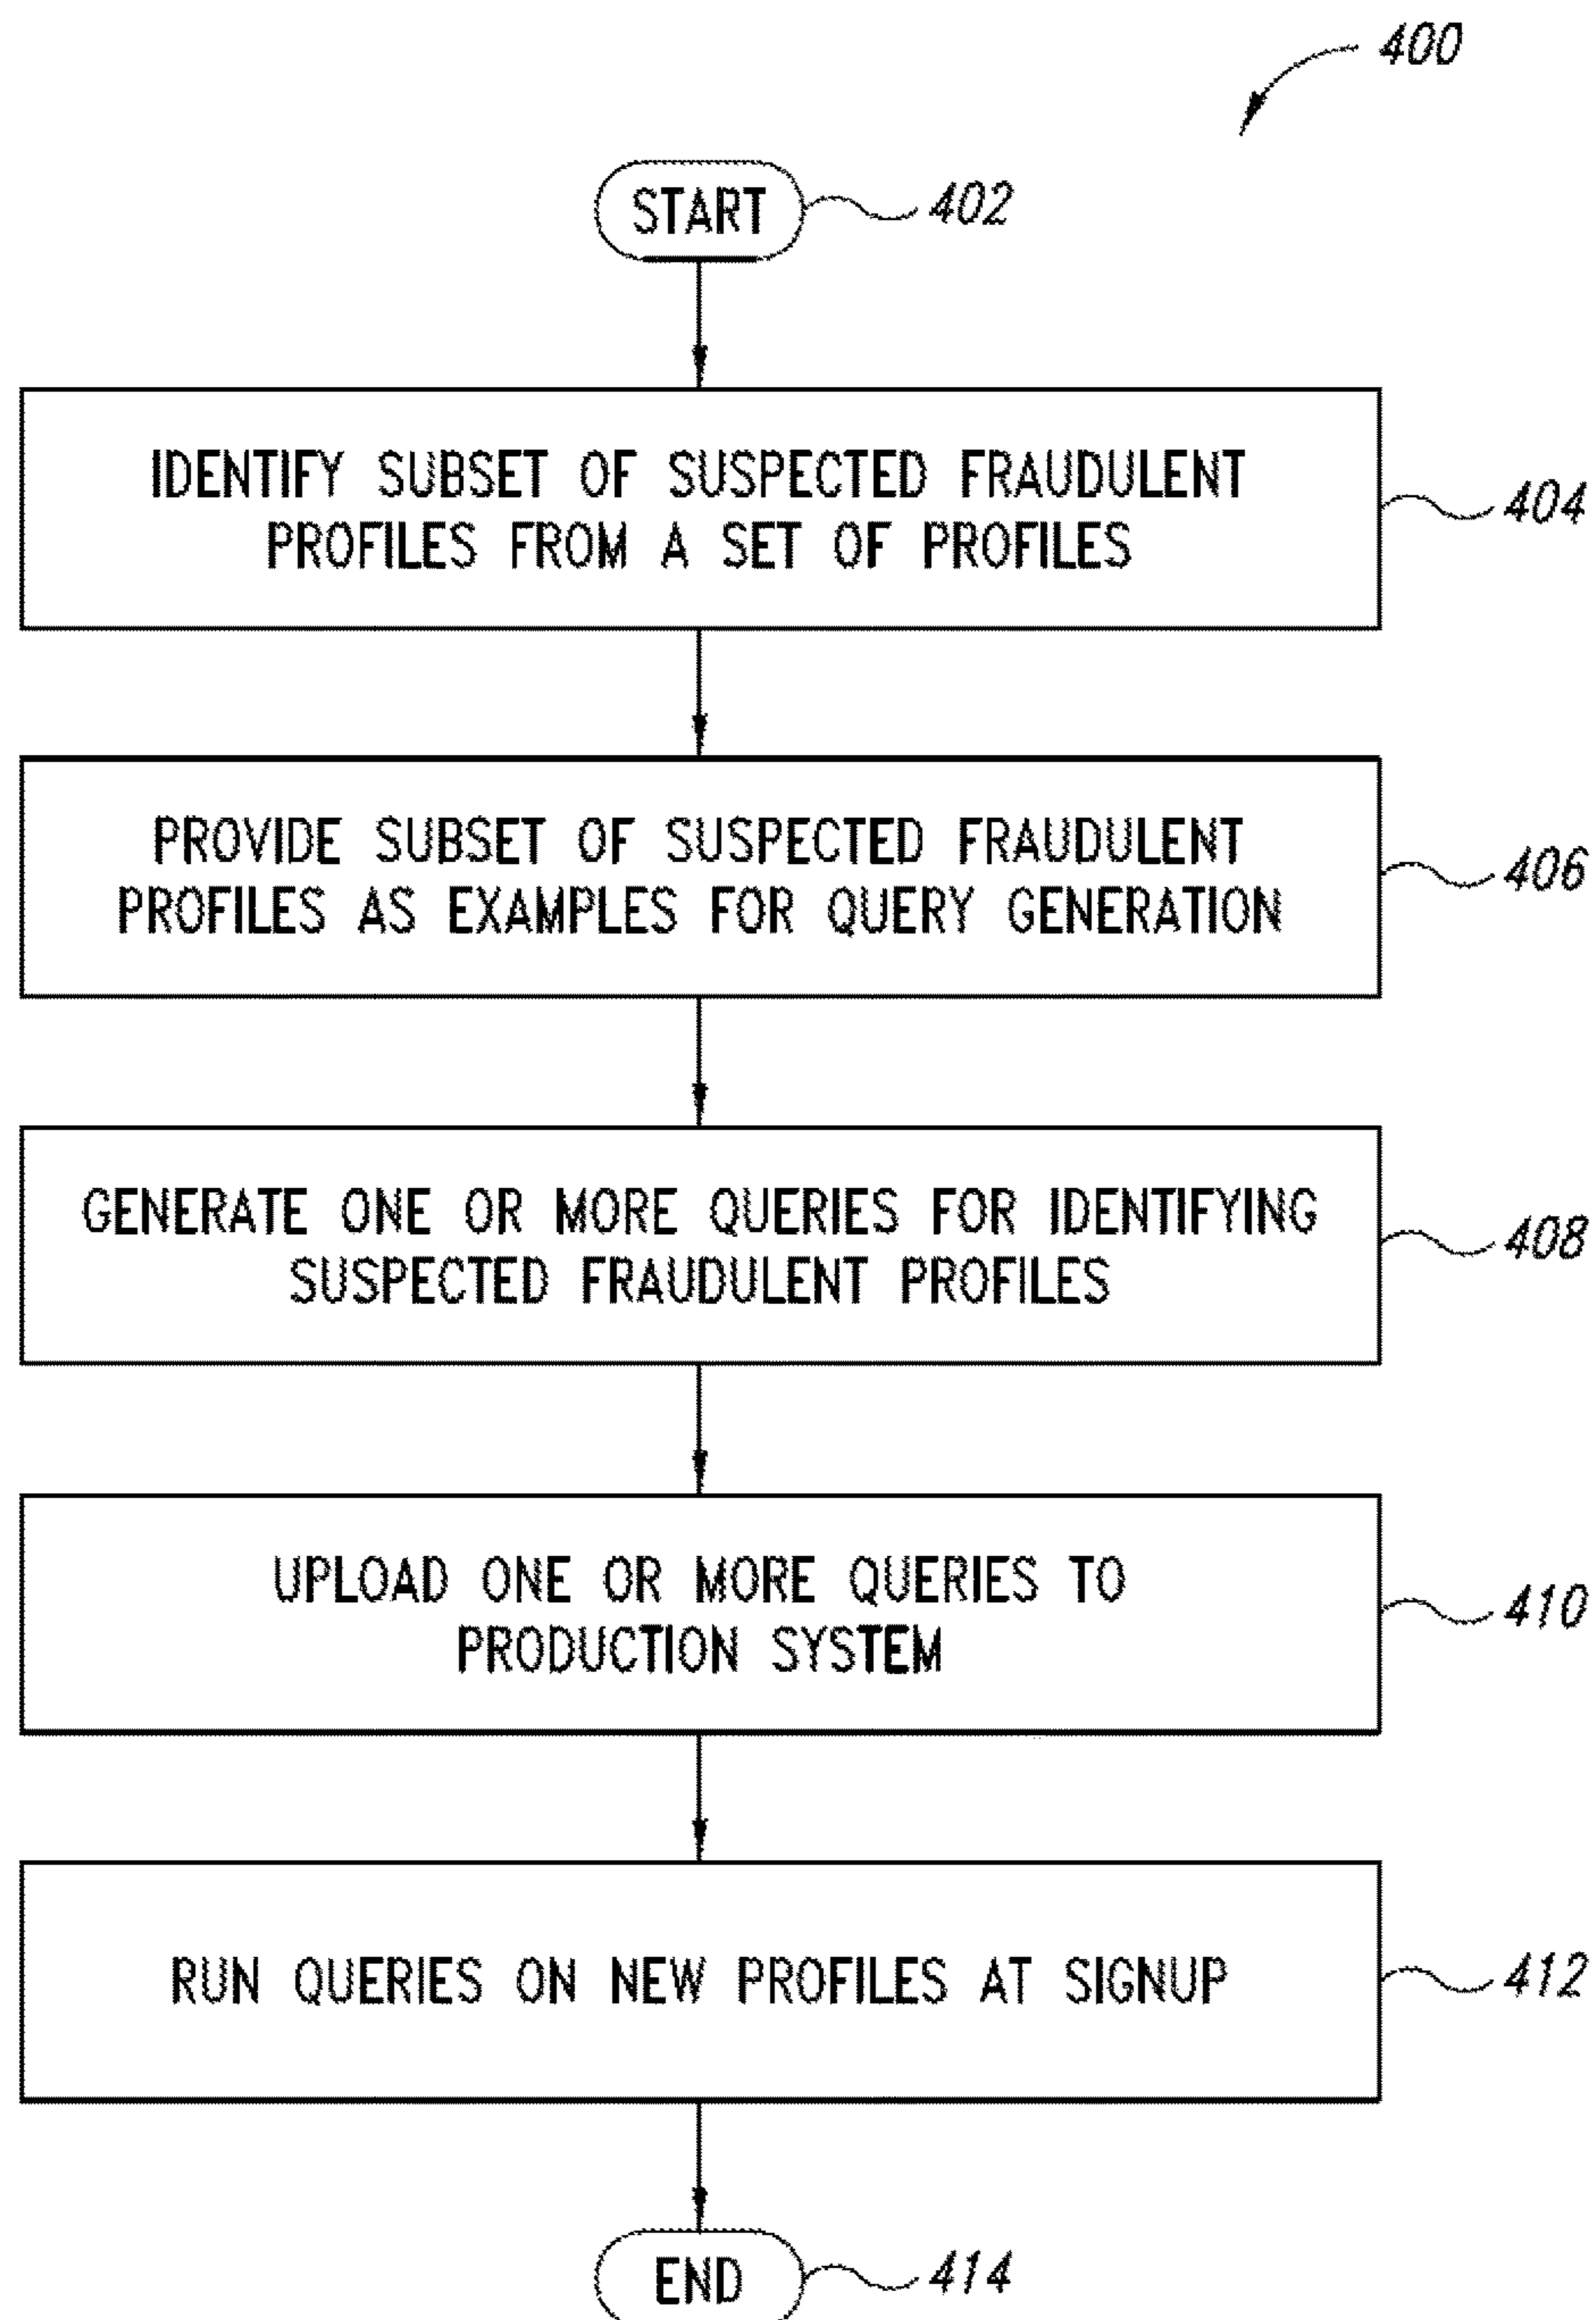 400
START
402
IDENTIFY SUBSET OF SUSPECTED FRAUDULENT
PROFILES FROM A SET OF PROFILES
404
PROVIDE SUBSET OF SUSPECTED FRAUDULENT
PROFILES AS EXAMPLES FOR QUERY GENERATION
406
GENERATE ONE OR MORE QUERIES FOR IDENTIFYING
SUSPECTED FRAUDULENT PROFILES
408
UPLOAD ONE OR MORE QUERIES TO
PRODUCTION SYSTEM
410
RUN QUERIES ON NEW PROFILES AT SIGNUP
412
END
414